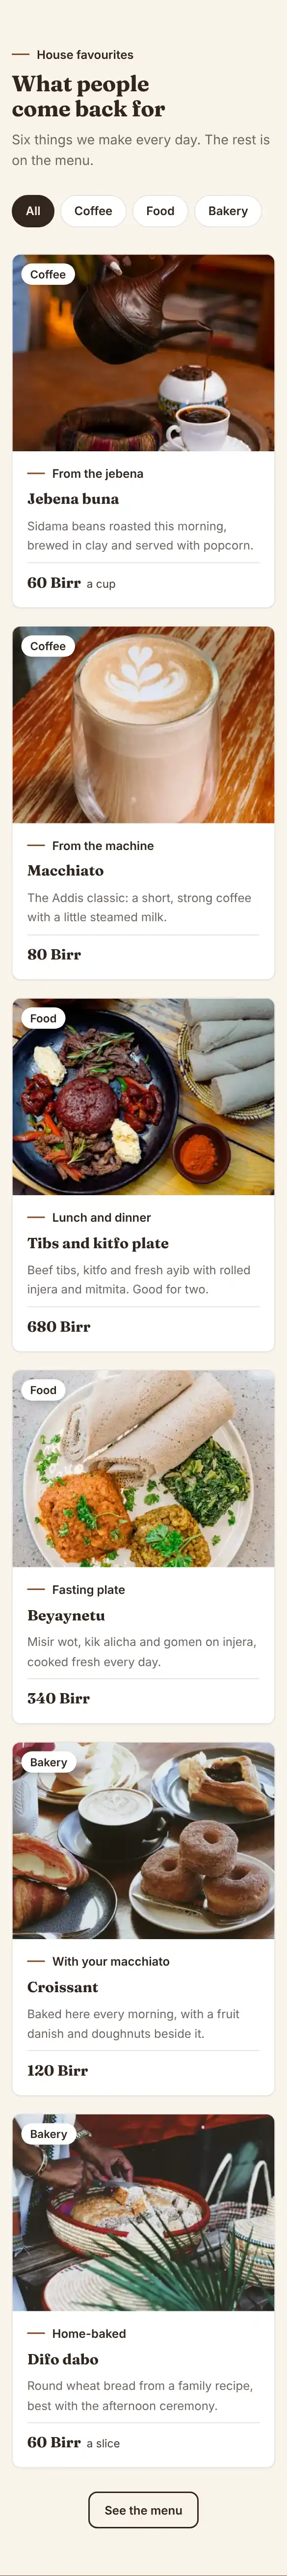 House favourites
What people
come back for
Six things we make every day. The rest is
on the menu.
All
Coffee
Food
Bakery
Coffee
From the jebena
Jebena buna
Sidama beans roasted this morning,
brewed in clay and served with popcorn.
60 Birr a cup
Coffee
From the machine
Macchiato
The Addis classic: a short, strong coffee
with a little steamed milk.
80 Birr
Food
Lunch and dinner
Tibs and kitfo plate
Beef tibs, kitfo and fresh ayib with rolled
injera and mitmita. Good for two.
680 Birr
Food
Fasting plate
Beyaynetu
Misir wot, kik alicha and gomen on injera,
cooked fresh every day.
340 Birr
Bakery
With your macchiato
Croissant
Baked here every morning, with a fruit
danish and doughnuts beside it.
120 Birr
Bakery
Home-baked
Difo dabo
Round wheat bread from a family recipe,
best with the afternoon ceremony.
60 Birr a slice
See the menu